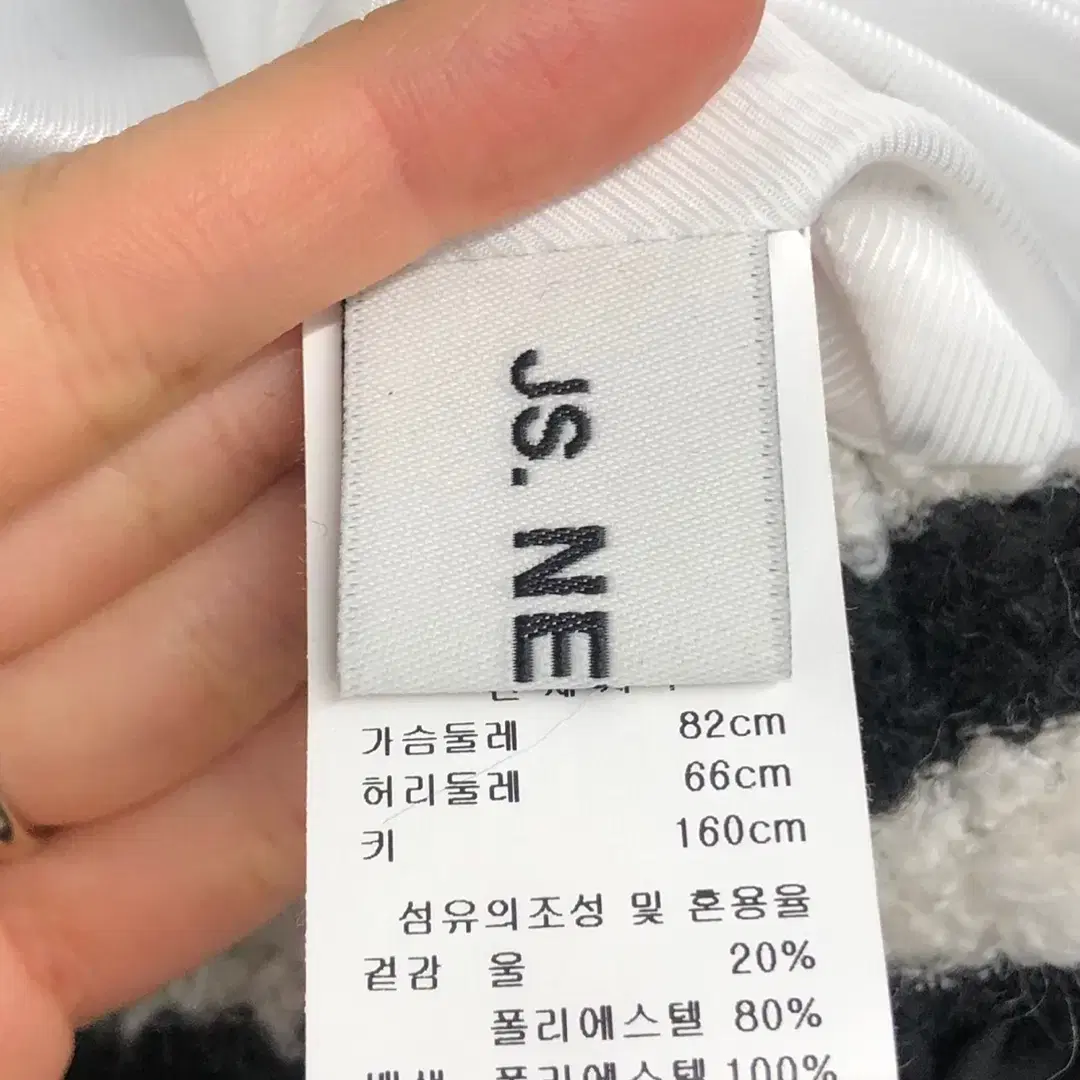 JS. NE
가슴둘레 82cm
허리둘레 66cm
키 160cm
섬유의조성 및 혼용율
겉감 울 20%
폴리에스텔 80%
배색 폴리에스텔 100%